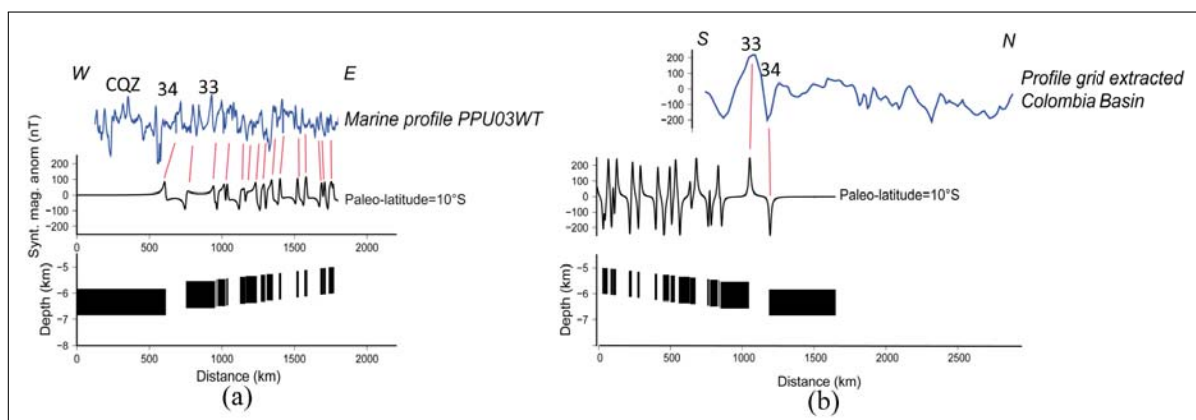 W
CQZ
34
33
E
Marine profile PPU03WT
Synt. mag. anom (nT)
200
100
0
−100
Paleo-latitude=10°S
Depth (km)
−5
−6
−7
−8
0
500
1000
1500
2000
Distance (km)
(a)
S
33
34
N
200
100
0
−100
−200
Profile grid extracted
Colombia Basin
200
100
0
−100
−200
Paleo-latitude=10°S
Depth (km)
−5
−6
−7
0
500
1000
1500
2000
2500
Distance (km)
(b)